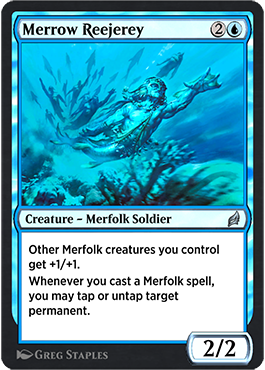 Merrow Reejerey 2
Creature – Merfolk Soldier
Other Merfolk creatures you control
get +1/+1.
Whenever you cast a Merfolk spell,
you may tap or untap target
permanent.
Greg Staples
2/2